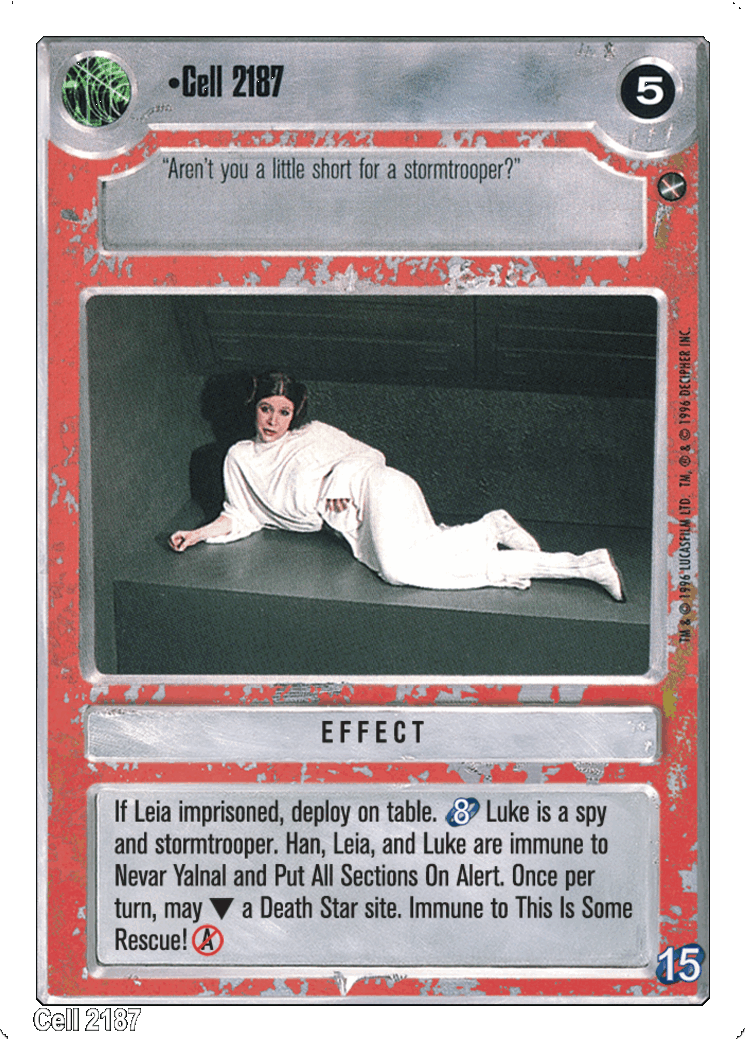 •Cell 2187
5
“Aren't you a little short for a stormtrooper?”
TM & © 1996 LUCASFILM LTD. TM, ® & © 1996 DECIPHER INC.
EFFECT
If Leia imprisoned, deploy on table. 8 Luke is a spy
and stormtrooper. Han, Leia, and Luke are immune to
Nevar Yalnal and Put All Sections On Alert. Once per
turn, may ▼ a Death Star site. Immune to This Is Some
Rescue! A
15
Cell 2187